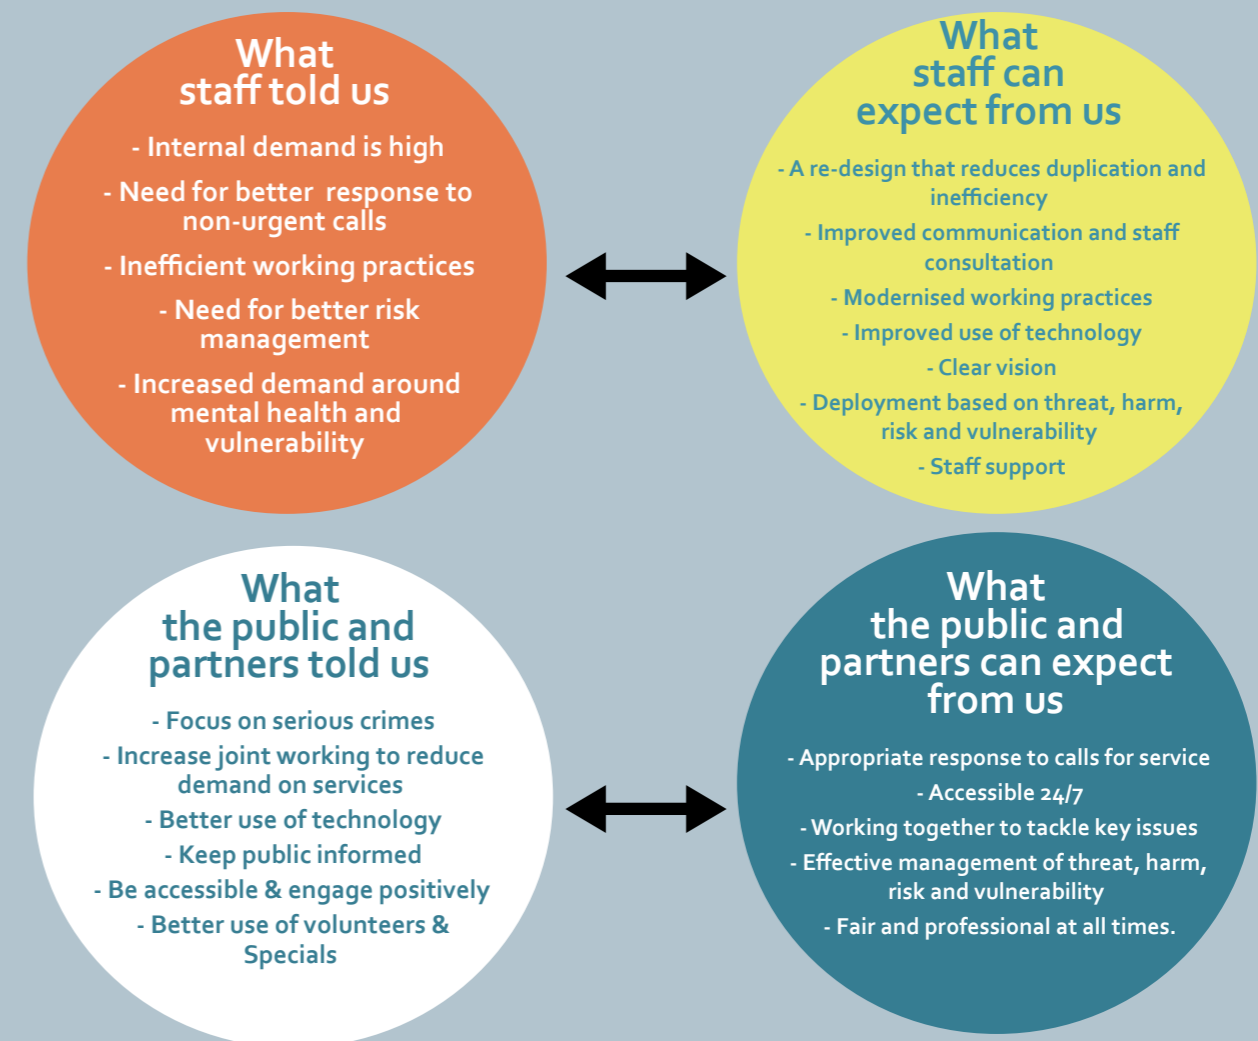 What
staff told us
- Internal demand is high
- Need for better response to
non-urgent calls
- Inefficient working practices
- Need for better risk
management
- Increased demand around
mental health and
vulnerability
What
staff can
expect from us
- A re-design that reduces duplication and
inefficiency
- Improved communication and staff
consultation
- Modernised working practices
- Improved use of technology
- Clear vision
- Deployment based on threat, harm,
risk and vulnerability
- Staff support
What
the public and
partners told us
- Focus on serious crimes
- Increase joint working to reduce
demand on services
- Better use of technology
- Keep public informed
- Be accessible & engage positively
- Better use of volunteers &
Specials
What
the public and
partners can expect
from us
- Appropriate response to calls for service
- Accessible 24/7
- Working together to tackle key issues
- Effective management of threat, harm,
risk and vulnerability
- Fair and professional at all times.